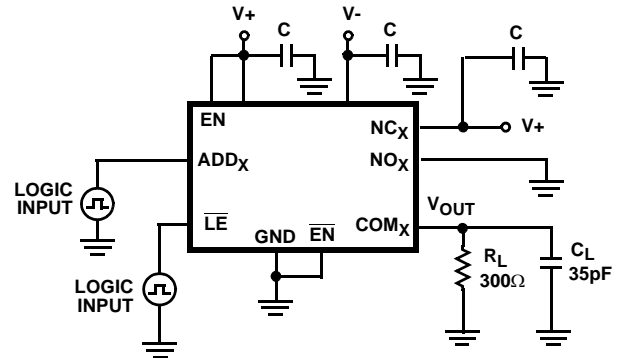 V+
C
V-
C
C
EN
NCX
V+
ADDX
NOX
LOGIC
INPUT
LE
GND
EN
COMX
VOUT
RL
300Ω
CL
35pF
LOGIC
INPUT